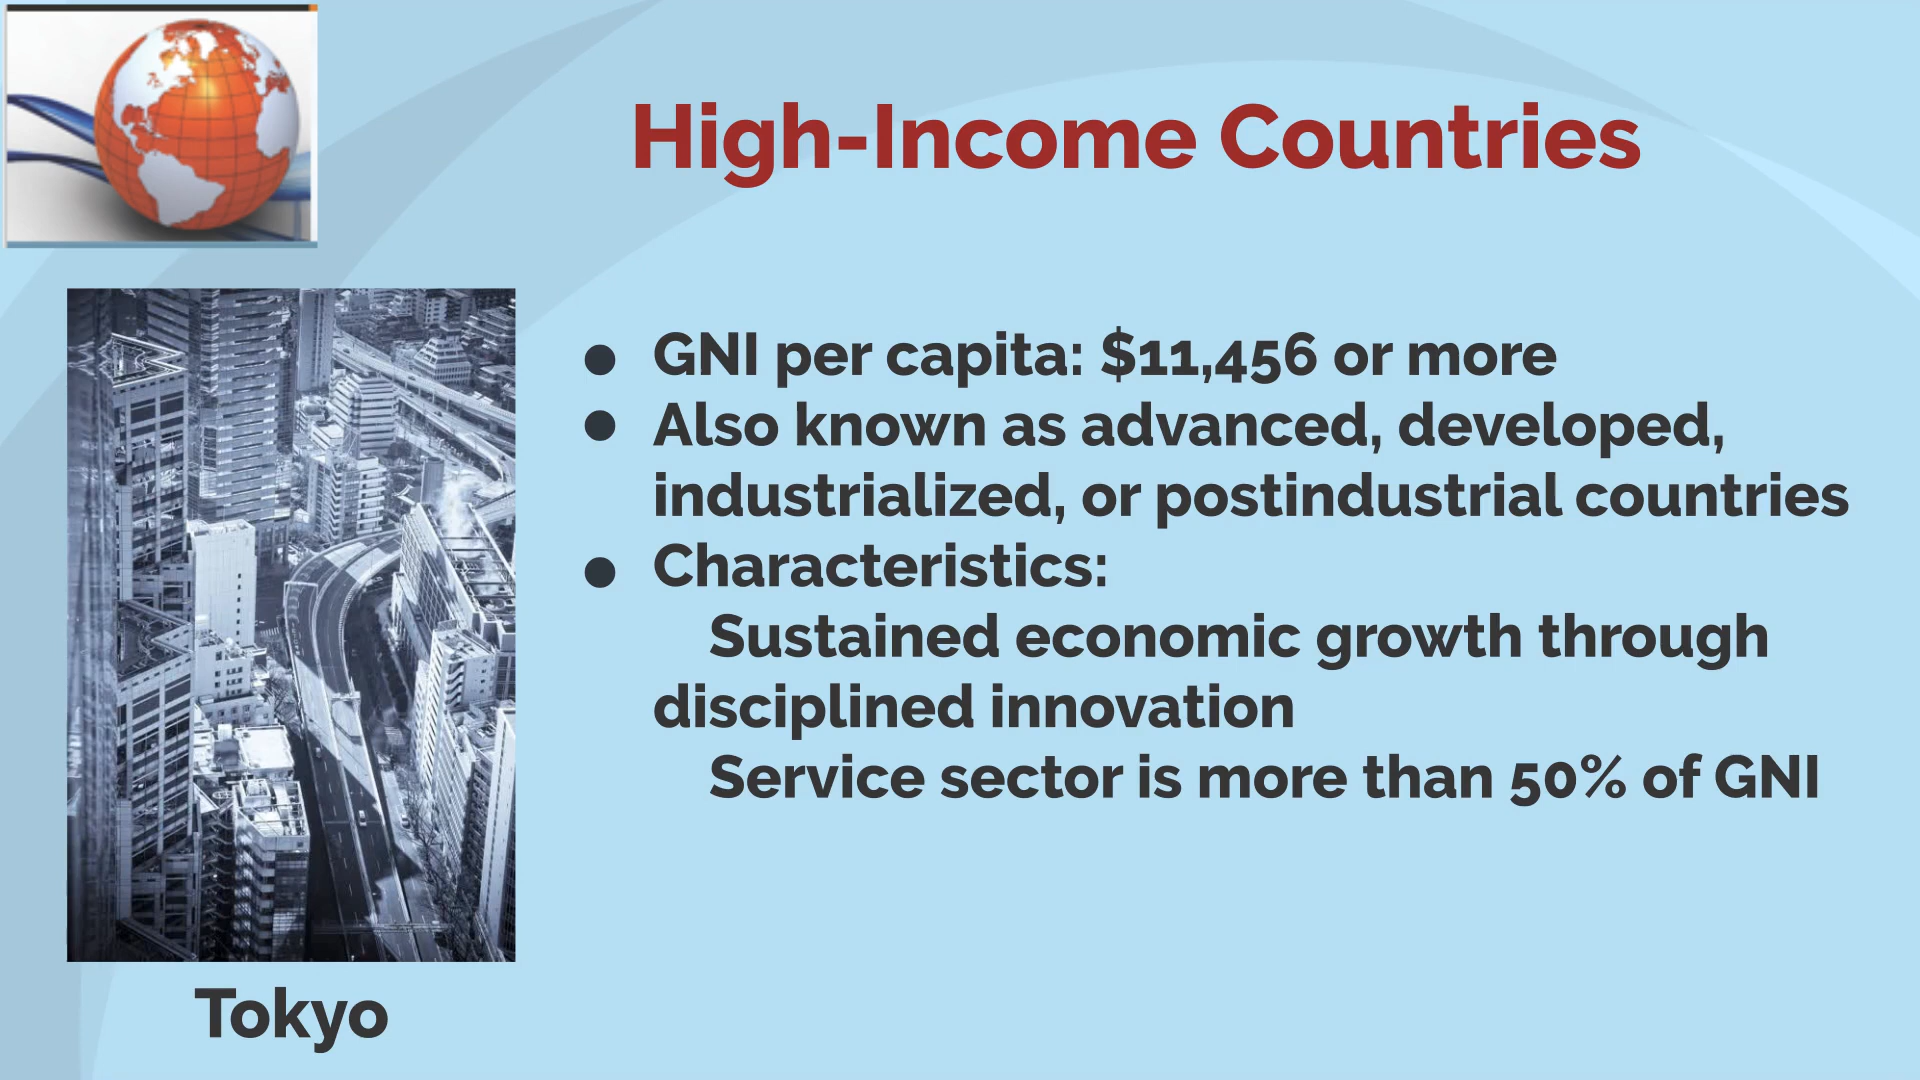 High-Income Countries
● GNI per capita: $11,456 or more
● Also known as advanced, developed,
industrialized, or postindustrial countries
● Characteristics:
Sustained economic growth through
disciplined innovation
Service sector is more than 50% of GNI
Tokyo